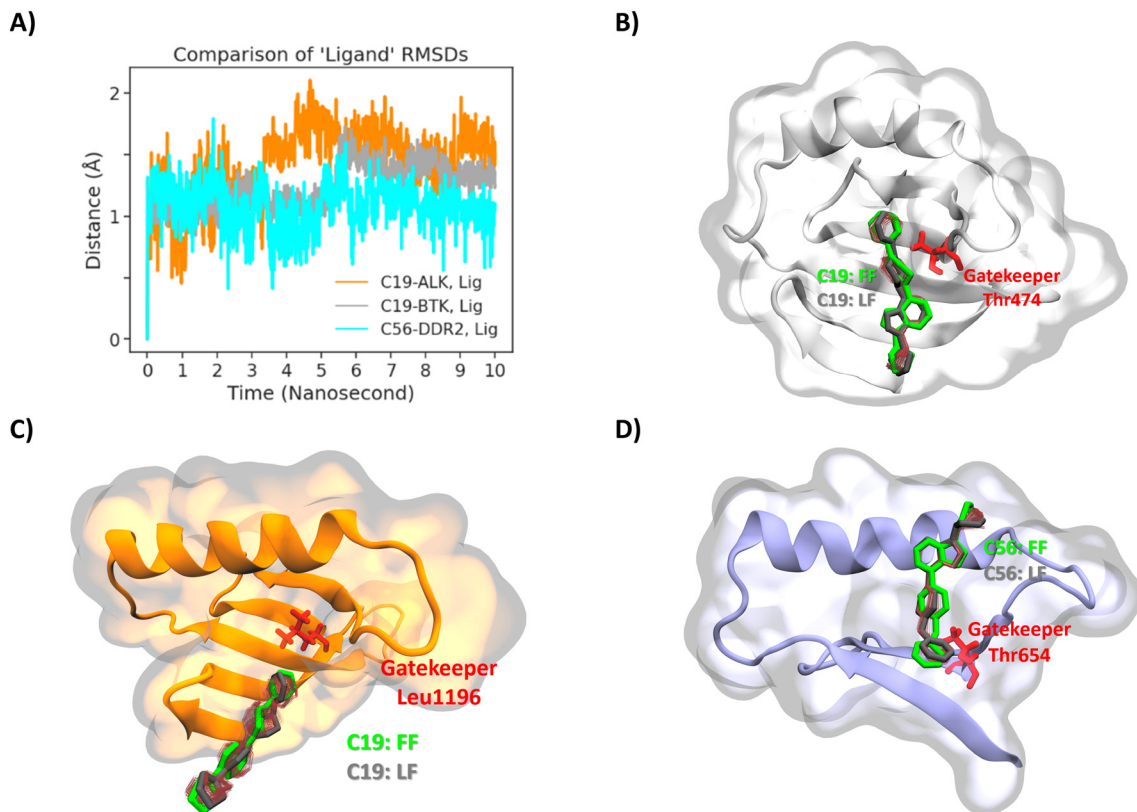 A)
Comparison of 'Ligand' RMSDs
2
1
0
Distance (Å)
C19-ALK, Lig
C19-BTK, Lig
C56-DDR2, Lig
0 1 2 3 4 5 6 7 8 9 10
Time (Nanosecond)
B)
C19: FF
C19: LF
Gatekeeper
Thr474
C)
Gatekeeper
Leu1196
C19: FF
C19: LF
D)
C56: FF
C56: LF
Gatekeeper
Thr654